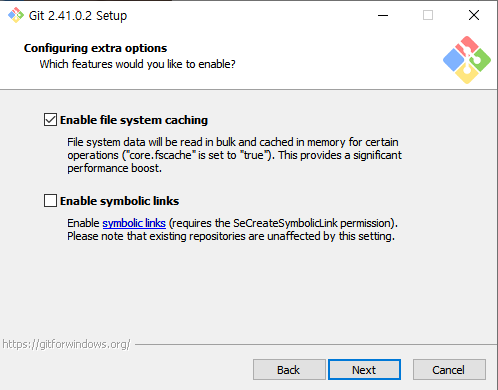 Git 2.41.0.2 Setup
Configuring extra options
Which features would you like to enable?
Enable file system caching
File system data will be read in bulk and cached in memory for certain
operations ("core.fscache" is set to "true"). This provides a significant
performance boost.
Enable symbolic links
Enable symbolic links (requires the SeCreateSymbolicLink permission).
Please note that existing repositories are unaffected by this setting.
https://gitforwindows.org/
Back Next Cancel